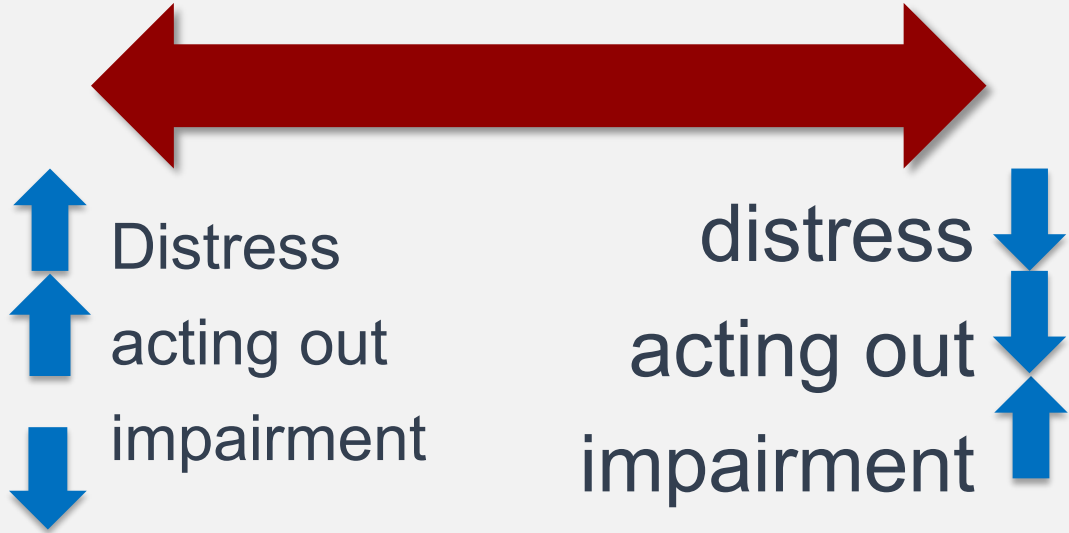 Distress
acting out
impairment
distress
acting out
impairment